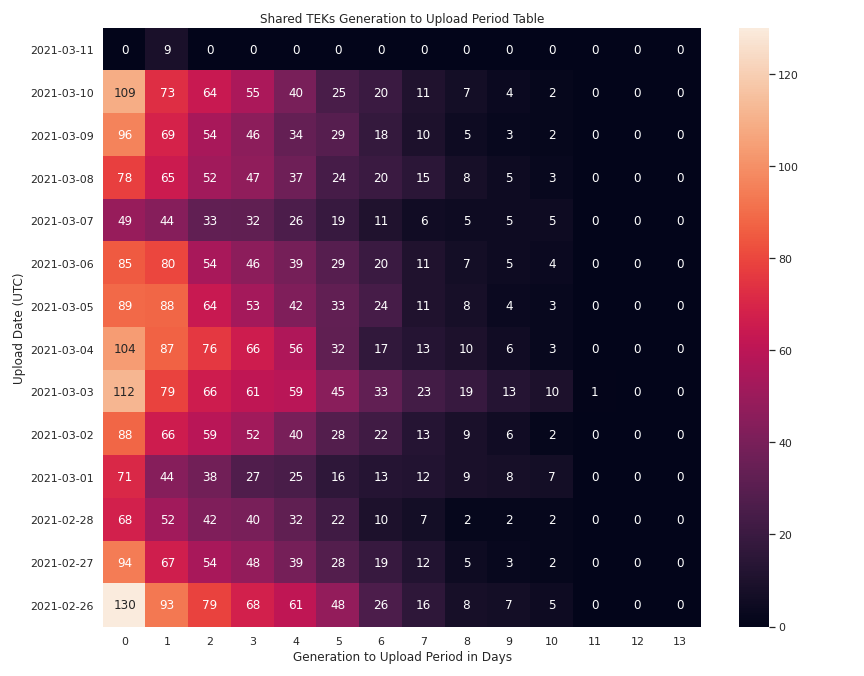 Shared TEKs Generation to Upload Period Table
2021-03-11 0 9 0 0 0 0 0 0 0 0 0 0 0 0
2021-03-10 109 73 64 55 40 25 20 11 7 4 2 0 0 0
2021-03-09 96 69 54 46 34 29 18 10 5 3 2 0 0 0
2021-03-08 78 65 52 47 37 24 20 15 8 5 3 0 0 0
2021-03-07 49 44 33 32 26 19 11 6 5 5 5 0 0 0
2021-03-06 85 80 54 46 39 29 20 11 7 5 4 0 0 0
2021-03-05 89 88 64 53 42 33 24 11 8 4 3 0 0 0
2021-03-04 104 87 76 66 56 32 17 13 10 6 3 0 0 0
2021-03-03 112 79 66 61 59 45 33 23 19 13 10 1 0 0
2021-03-02 88 66 59 52 40 28 22 13 9 6 2 0 0 0
2021-03-01 71 44 38 27 25 16 13 12 9 8 7 0 0 0
2021-02-28 68 52 42 40 32 22 10 7 2 2 2 0 0 0
2021-02-27 94 67 54 48 39 28 19 12 5 3 2 0 0 0
2021-02-26 130 93 79 68 61 48 26 16 8 7 5 0 0 0
0 1 2 3 4 5 6 7 8 9 10 11 12 13
Generation to Upload Period in Days
Upload Date (UTC)
120
100
80
60
40
20
0